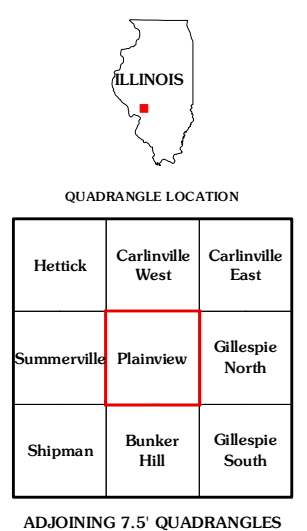 ILLINOIS
QUADRANGLE LOCATION
Hettick
Carlinville
West
Carlinville
East
Summerville
Plainview
Gillespie
North
Shipman
Bunker
Hill
Gillespie
South
ADJOINING 7.5' QUADRANGLES